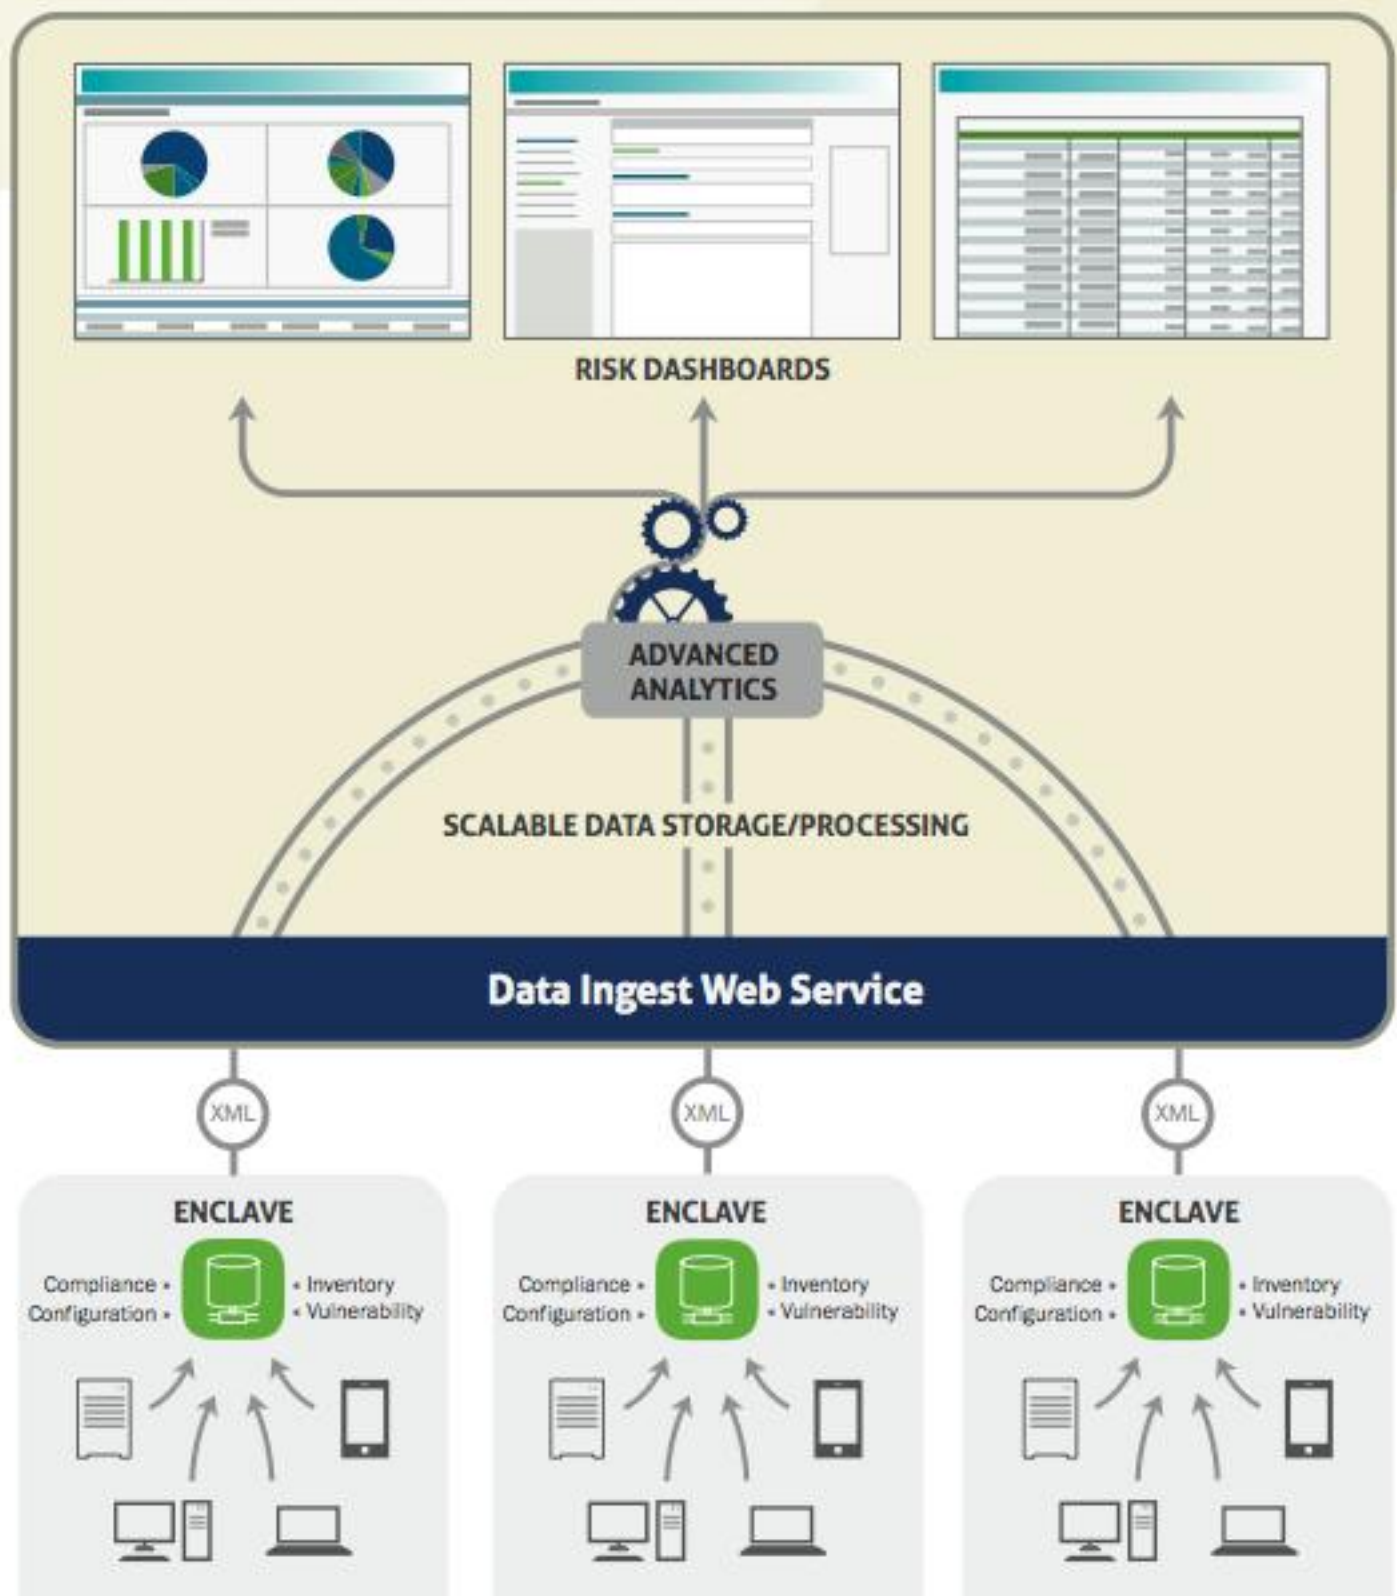 RISK DASHBOARDS
ADVANCED
ANALYTICS
SCALABLE DATA STORAGE/PROCESSING
Data Ingest Web Service
XML
XML
XML
ENCLAVE
Compliance •
Configuration •
• Inventory
• Vulnerability
ENCLAVE
Compliance •
Configuration •
• Inventory
• Vulnerability
ENCLAVE
Compliance •
Configuration •
• Inventory
• Vulnerability